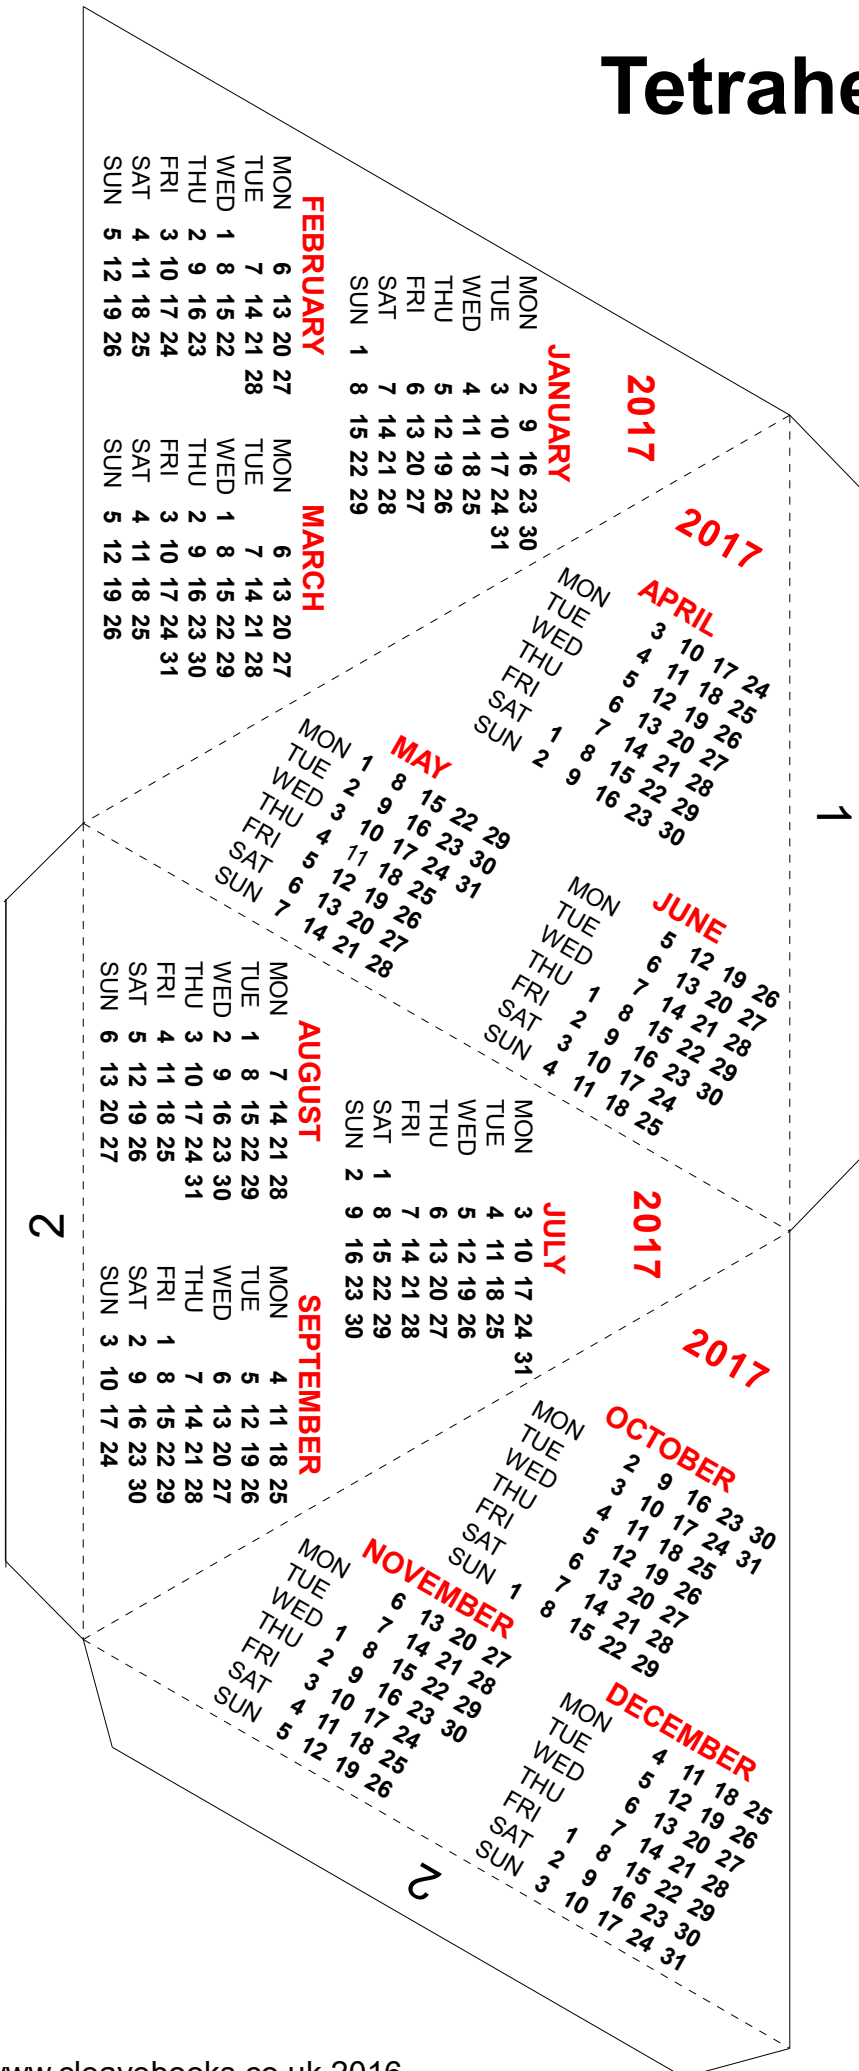 Tetrahe
2017
JANUARY
MON 2 9 16 23 30
TUE 3 10 17 24 31
WED 4 11 18 25
THU 5 12 19 26
FRI 6 13 20 27
SAT 7 14 21 28
SUN 1 8 15 22 29
FEBRUARY
MON 6 13 20 27
TUE 7 14 21 28
WED 1 8 15 22
THU 2 9 16 23
FRI 3 10 17 24
SAT 4 11 18 25
SUN 5 12 19 26
MARCH
MON 6 13 20 27
TUE 7 14 21 28
WED 1 8 15 22 29
THU 2 9 16 23 30
FRI 3 10 17 24 31
SAT 4 11 18 25
SUN 5 12 19 26
2017
APRIL
MON 3 10 17 24
TUE 4 11 18 25
WED 5 12 19 26
THU 6 13 20 27
FRI 7 14 21 28
SAT 1 8 15 22 29
SUN 2 9 16 23 30
MAY
MON 1 8 15 22 29
TUE 2 9 16 23 30
WED 3 10 17 24 31
THU 4 11 18 25
FRI 5 12 19 26
SAT 6 13 20 27
SUN 7 14 21 28
JUNE
MON 5 12 19 26
TUE 6 13 20 27
WED 7 14 21 28
THU 1 8 15 22 29
FRI 2 9 16 23 30
SAT 3 10 17 24
SUN 4 11 18 25
1
2017
JULY
MON 3 10 17 24 31
TUE 4 11 18 25
WED 5 12 19 26
THU 6 13 20 27
FRI 7 14 21 28
SAT 1 8 15 22 29
SUN 2 9 16 23 30
AUGUST
MON 7 14 21 28
TUE 1 8 15 22 29
WED 2 9 16 23 30
THU 3 10 17 24 31
FRI 4 11 18 25
SAT 5 12 19 26
SUN 6 13 20 27
SEPTEMBER
MON 4 11 18 25
TUE 5 12 19 26
WED 6 13 20 27
THU 7 14 21 28
FRI 1 8 15 22 29
SAT 2 9 16 23 30
SUN 3 10 17 24
2
2017
OCTOBER
MON 2 9 16 23 30
TUE 3 10 17 24 31
WED 4 11 18 25
THU 5 12 19 26
FRI 6 13 20 27
SAT 7 14 21 28
SUN 1 8 15 22 29
NOVEMBER
MON 6 13 20 27
TUE 7 14 21 28
WED 1 8 15 22 29
THU 2 9 16 23 30
FRI 3 10 17 24
SAT 4 11 18 25
SUN 5 12 19 26
DECEMBER
MON 4 11 18 25
TUE 5 12 19 26
WED 6 13 20 27
THU 7 14 21 28
FRI 1 8 15 22 29
SAT 2 9 16 23 30
SUN 3 10 17 24 31
2
www.cleavebooks.co.uk 2016